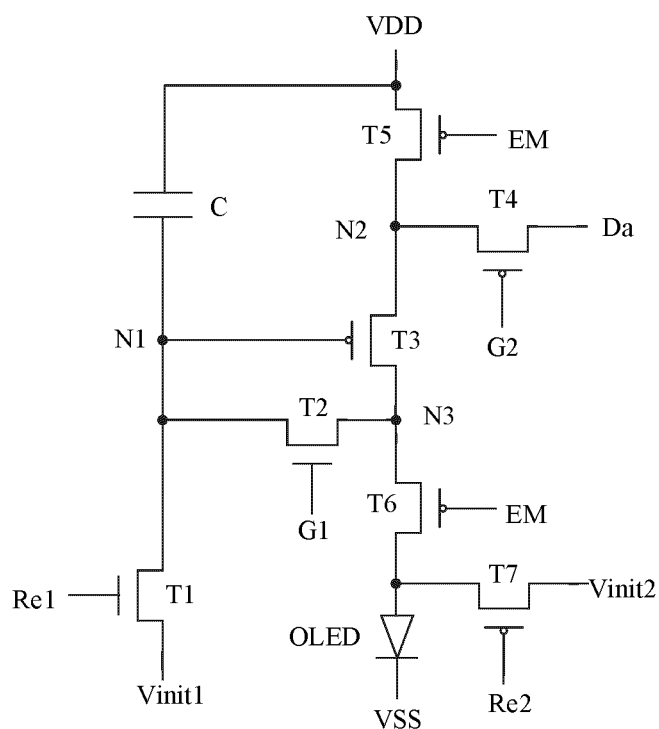 VDD
T5
EM
C
N2
T4
Da
N1
T3
G2
T2
N3
G1
T6
EM
Re1
T1
T7
Vinit2
OLED
Vinit1
VSS
Re2